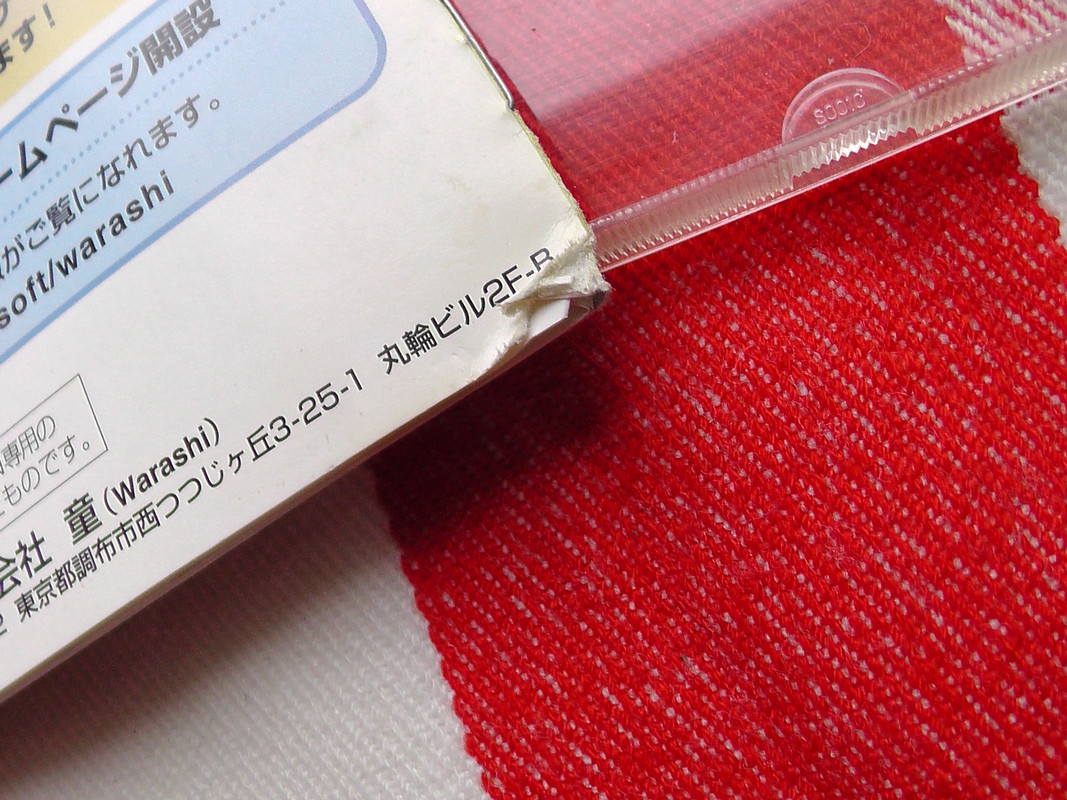 ます!
ームページ開設
がご覧になれます。
soft/warashi
専用の
ものです。
会社 童(Warashi)
東京都調布市西つつじヶ丘3-25-1 丸輪ビル2F-B